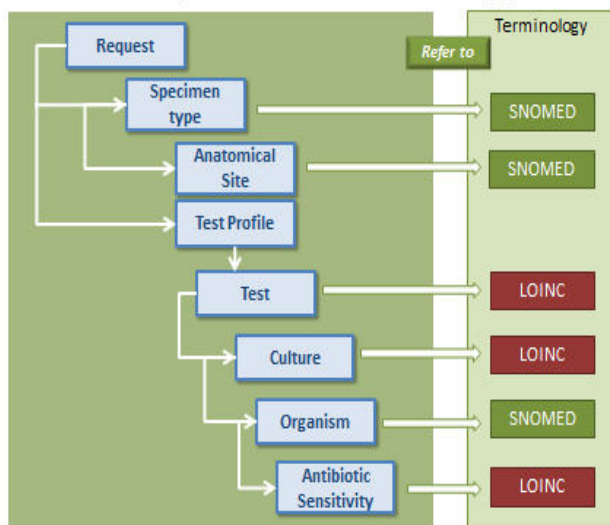 Terminology
Request
Refer to
Specimen
type
SNOMED
Anatomical
Site
SNOMED
Test Profile
Test
LOINC
Culture
LOINC
Organism
SNOMED
Antibiotic
Sensitivity
LOINC